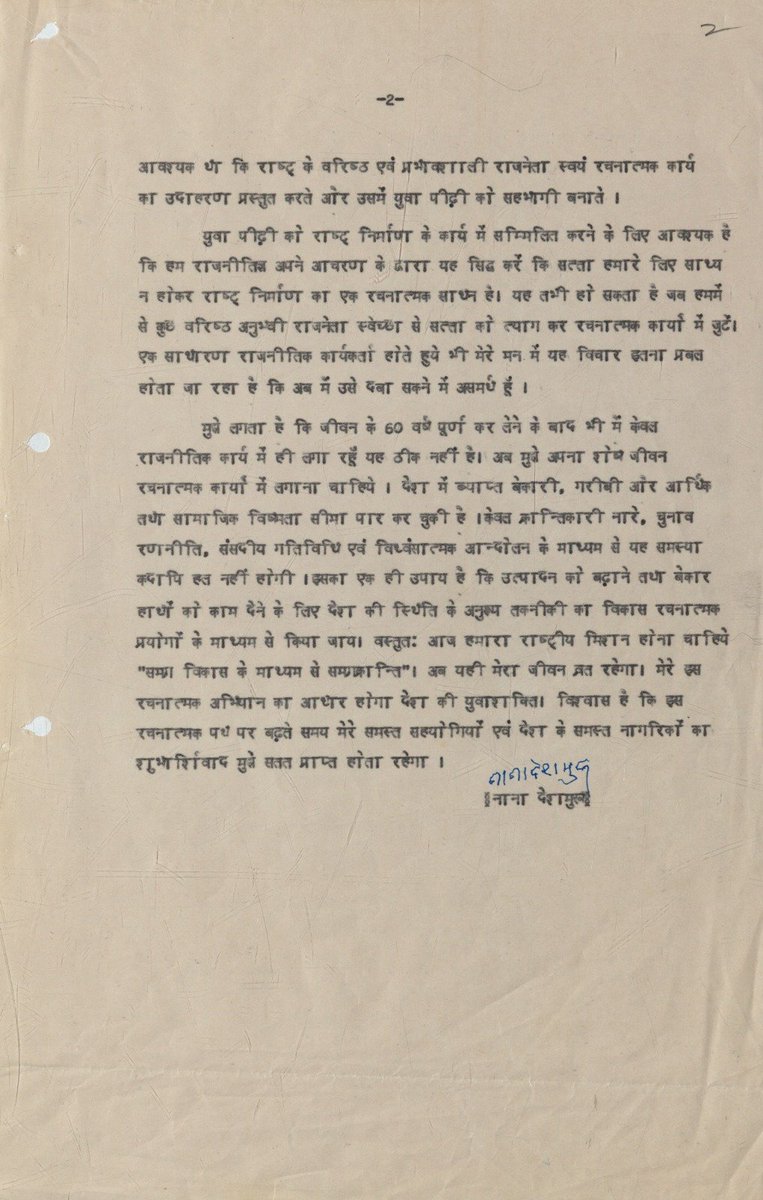 2
-2-
आवश्यक था कि राष्ट्र के वरिष्ठ एवं प्रभावशाली राजनेता स्वयं रचनात्मक कार्य
का उदाहरण प्रस्तुत करते और उसमें युवा पीढ़ी को सहभागी बनाते ।
युवा पीढ़ी को राष्ट्र निर्माण के कार्य में सम्मिलित करने के लिए आवश्यक है
कि हम राजनीतिज्ञ अपने आचरण के द्वारा यह सिद्ध करें कि सत्ता हमारे लिए साध्य
न होकर राष्ट्र निर्माण का एक रचनात्मक साधन है। यह तभी हो सकता है जब हममें
से कुछ वरिष्ठ अनुभवी राजनेता स्वेच्छा से सत्ता को त्याग कर रचनात्मक कार्यों में जुटें।
एक साधारण राजनीतिक कार्यकर्ता होते हुये भी मेरे मन में यह विचार इतना प्रबल
होता जा रहा है कि अब मैं उसे दबा सकने में असमर्थ हूँ ।
मुझे लगता है कि जीवन के 60 वर्ष पूर्ण कर लेने के बाद भी मैं केवल
राजनीतिक कार्य में ही लगा रहूँ यह ठीक नहीं है। अब मुझे अपना शेष जीवन
रचनात्मक कार्यों में लगाना चाहिये । देश में व्याप्त बेकारी, गरीबी और आर्थिक
तथा सामाजिक विषमता सीमा पार कर चुकी है ।केवल क्रान्तिकारी नारे, चुनाव
रणनीति, संसदीय गतिविधि एवं विध्वंसात्मक आन्दोलन के माध्यम से यह समस्या
कदापि हल नहीं होगी ।इसका एक ही उपाय है कि उत्पादन को बढ़ाने तथा बेकार
हाथों को काम देने के लिए देश की स्थिति के अनुरूप तकनीकी का विकास रचनात्मक
प्रयोगों के माध्यम से किया जाय। वस्तुत: आज हमारा राष्ट्रीय मिशन होना चाहिये
"समग्र विकास के माध्यम से समग्रक्रान्ति"। अब यही मेरा जीवन व्रत रहेगा। मेरे इस
रचनात्मक अभियान का आधार होगा देश की युवाशक्ति। विश्वास है कि इस
रचनात्मक पथ पर बढ़ते समय मेरे समस्त सहयोगियों एवं देश के समस्त नागरिकों का
शुभार्शिवाद मुझे सतत प्राप्त होता रहेगा ।
नानादेशमुख
नाना देशमुख